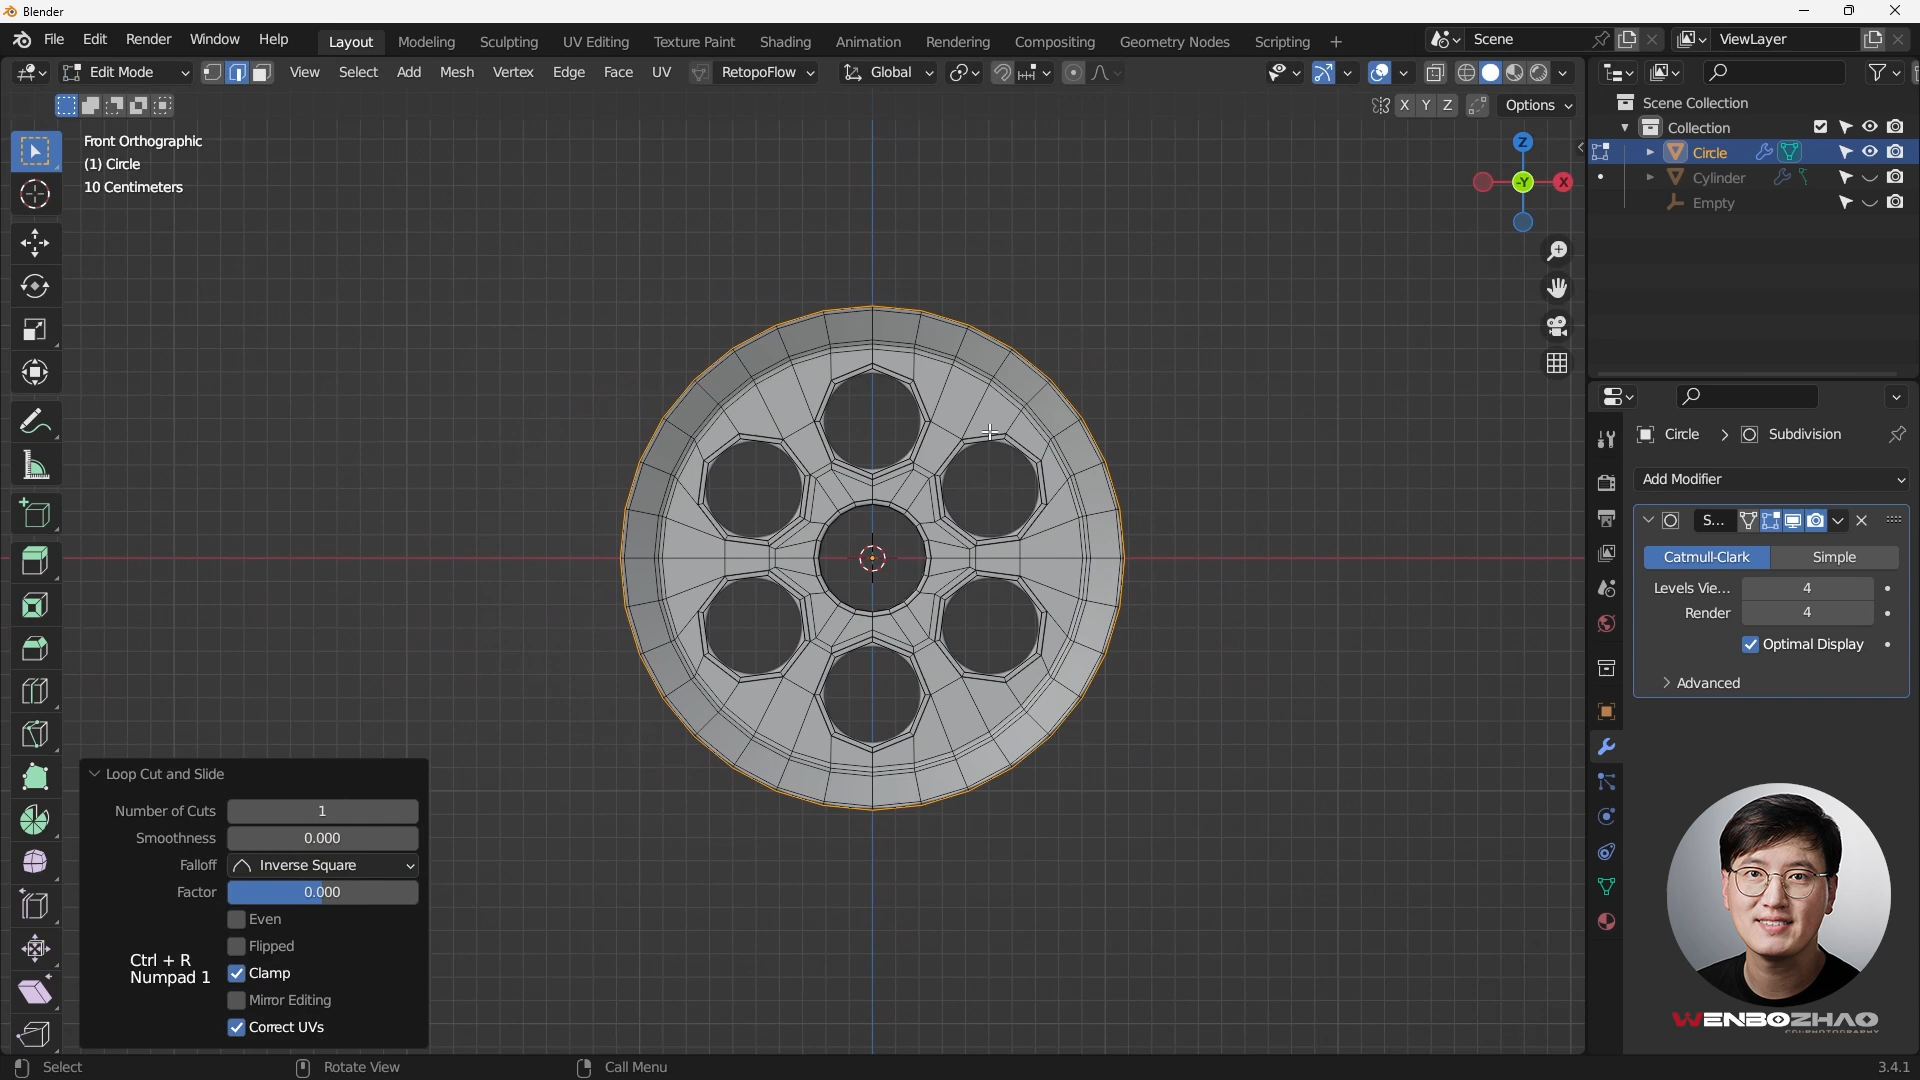 Blender
File Edit Render Window Help
Layout Modeling Sculpting UV Editing Texture Paint Shading Animation Rendering Compositing Geometry Nodes Scripting +
Scene
ViewLayer
Edit Mode
View Select Add Mesh Vertex Edge Face UV RetopoFlow Global
X Y Z Options
Front Orthographic
(1) Circle
10 Centimeters
Z
-Y X
Scene Collection
Collection
Circle
Cylinder
Empty
Circle > Subdivision
Add Modifier
S...
Catmull-Clark Simple
Levels Vie... 4
Render 4
Optimal Display
Advanced
Loop Cut and Slide
Number of Cuts 1
Smoothness 0.000
Falloff Inverse Square
Factor 0.000
Even
Flipped
Clamp
Mirror Editing
Correct UVs
Ctrl + R
Numpad 1
WENBOZHAO
Select Rotate View Call Menu 3.4.1